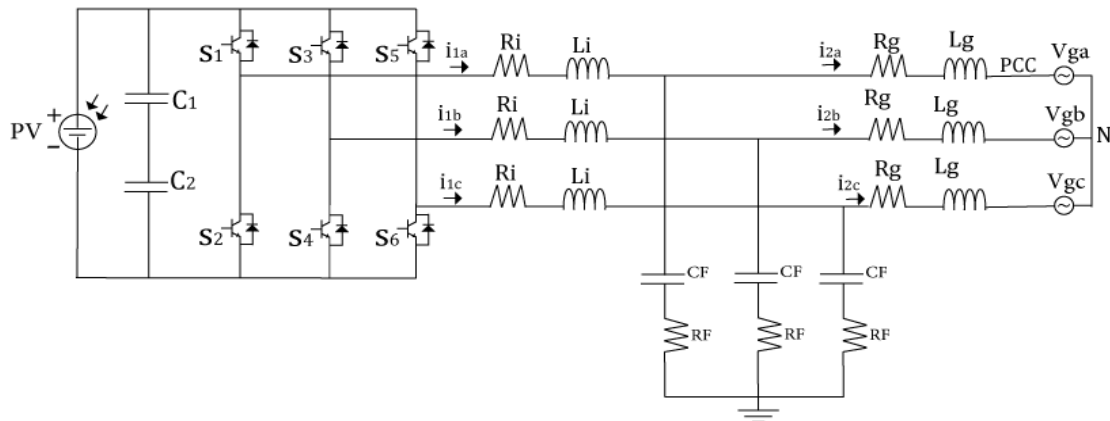 S1
S3
S5
i1a
Ri
Li
i2a
Rg
Lg
PCC
Vga
PV
+
−
C1
i1b
Ri
Li
i2b
Rg
Lg
Vgb
N
C2
i1c
Ri
Li
i2c
Rg
Lg
Vgc
S2
S4
S6
CF
CF
CF
RF
RF
RF